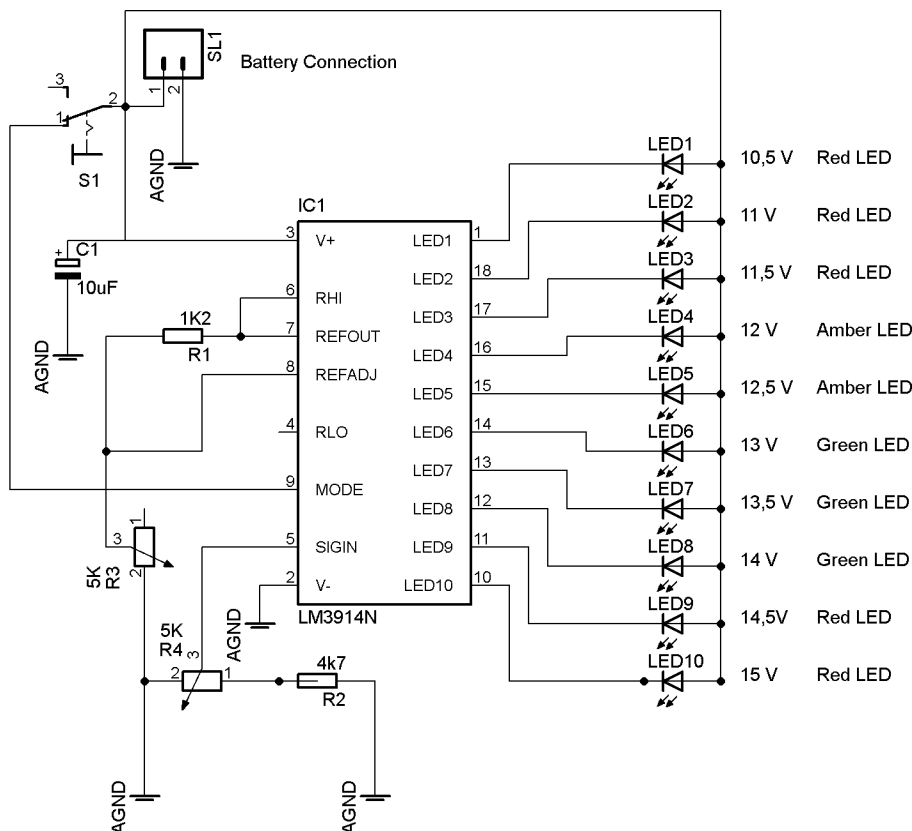 SL1
Battery Connection
1
2
AGND
3
2
1
S1
C1
+
10uF
AGND
1K2
R1
IC1
3 V+ LED1 1
LED2 18
6 RHI LED3 17
7 REFOUT LED4 16
8 REFADJ LED5 15
4 RLO LED6 14
9 MODE LED7 13
LED8 12
5 SIGIN LED9 11
2 V- LED10 10
LM3914N
AGND
1
3
2
5K
R3
5K
R4
3
2
1
4k7
R2
AGND
AGND
LED1 10,5 V Red LED
LED2 11 V Red LED
LED3 11,5 V Red LED
LED4 12 V Amber LED
LED5 12,5 V Amber LED
LED6 13 V Green LED
LED7 13,5 V Green LED
LED8 14 V Green LED
LED9 14,5V Red LED
LED10 15 V Red LED